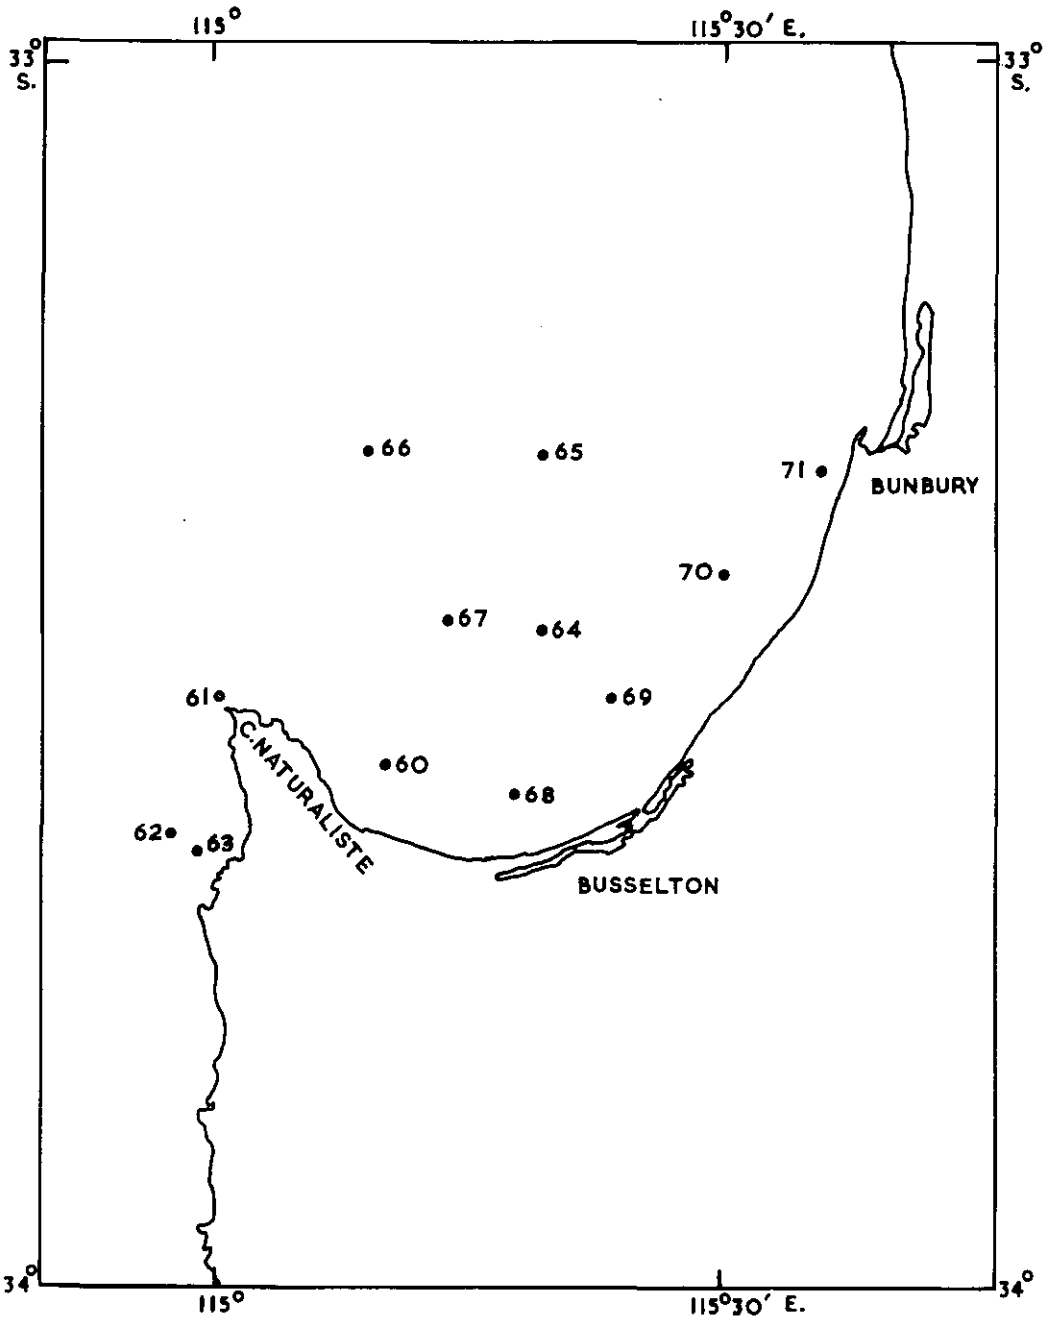 115° 115°30′ E.
33° 33°
S. S.
66 65
71
BUNBURY
70
67 64
61 69
C. NATURALISTE
60
68
62 63
BUSSELTON
34° 34°
115° 115°30′ E.